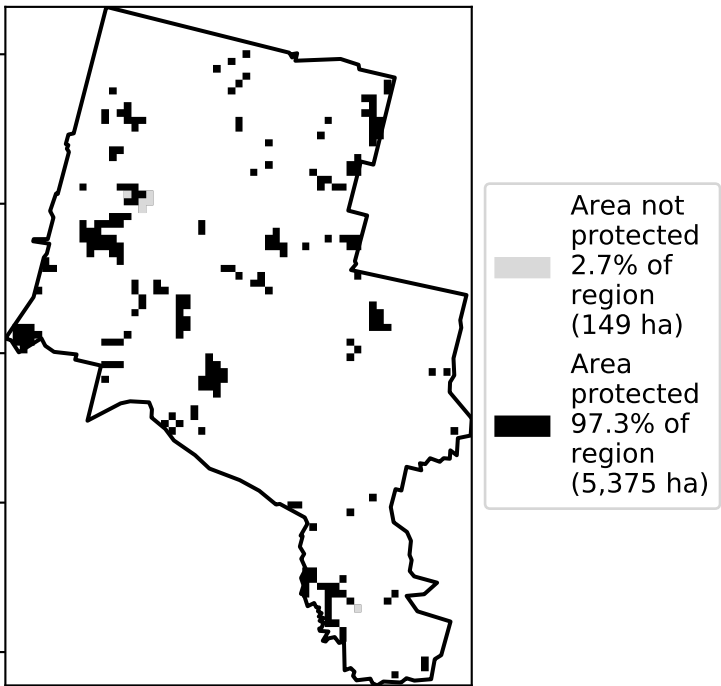 Area not
protected
2.7% of
region
(149 ha)
Area
protected
97.3% of
region
(5,375 ha)